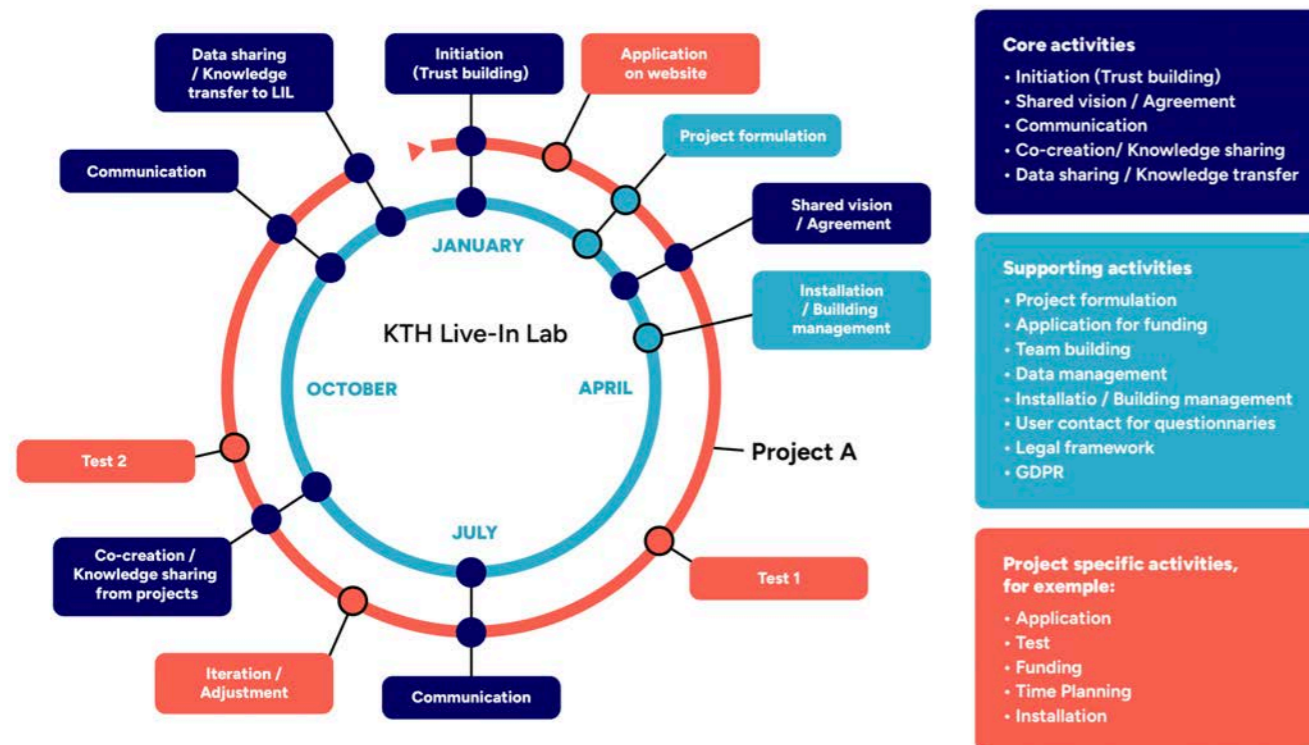 Data sharing
/ Knowledge
transfer to LIL
Initiation
(Trust building)
Application
on website
Project formulation
Communication
Shared vision
/ Agreement
JANUARY
Installation
/ Buillding
management
KTH Live-In Lab
OCTOBER
APRIL
Project A
Test 2
JULY
Co-creation /
Knowledge sharing
from projects
Test 1
Iteration /
Adjustment
Communication
Core activities
• Initiation (Trust building)
• Shared vision / Agreement
• Communication
• Co-creation/ Knowledge sharing
• Data sharing / Knowledge transfer
Supporting activities
• Project formulation
• Application for funding
• Team building
• Data management
• Installatio / Building management
• User contact for questionnaries
• Legal framework
• GDPR
Project specific activities,
for exemple:
• Application
• Test
• Funding
• Time Planning
• Installation